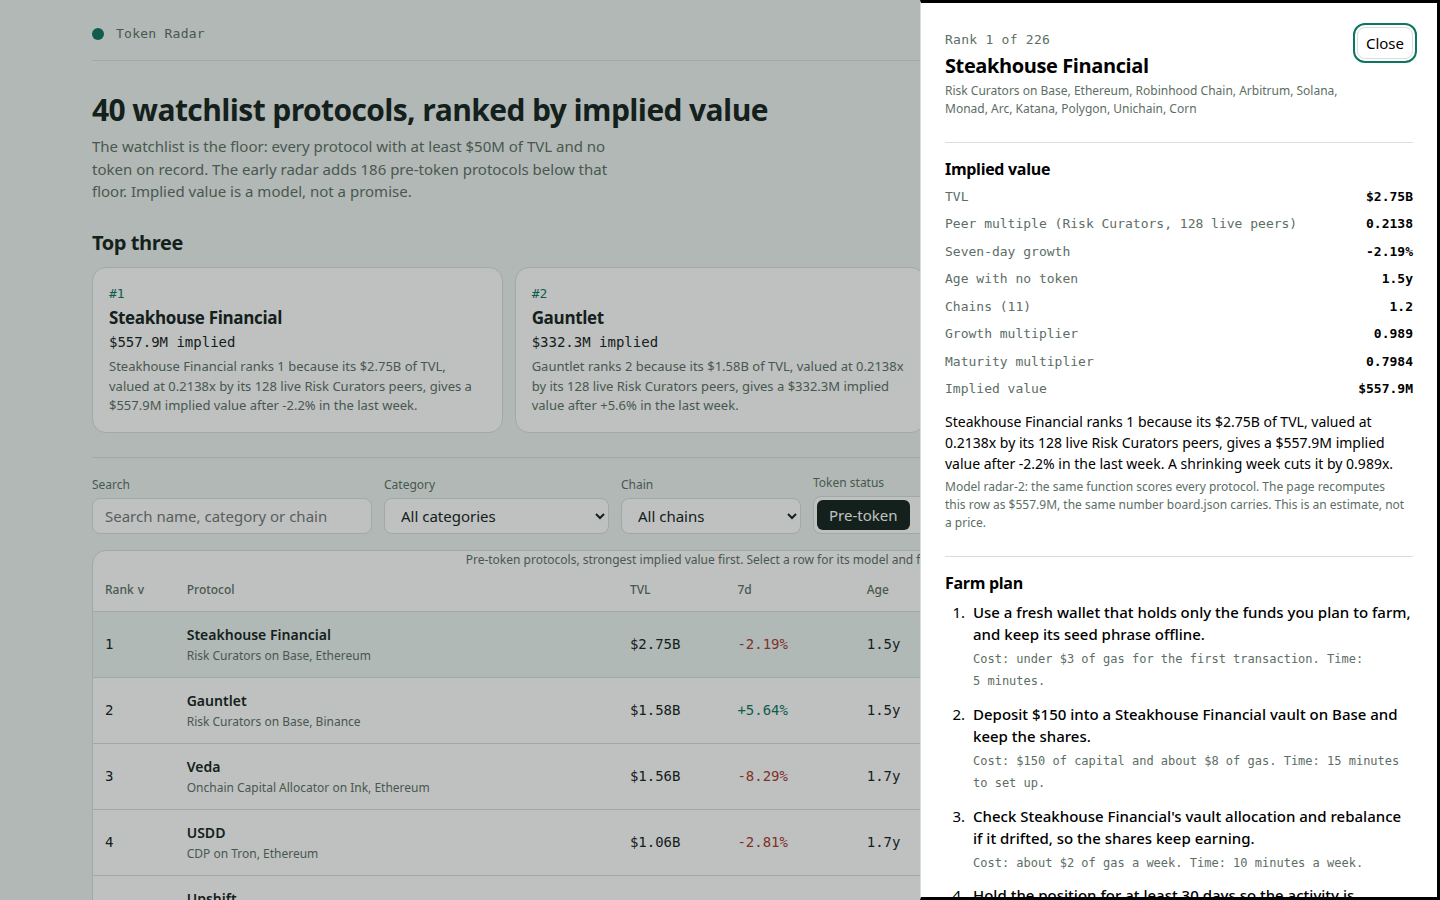 Token Radar
40 watchlist protocols, ranked by implied value
The watchlist is the floor: every protocol with at least $50M of TVL and no
token on record. The early radar adds 186 pre-token protocols below that
floor. Implied value is a model, not a promise.
Top three
#1
Steakhouse Financial
$557.9M implied
Steakhouse Financial ranks 1 because its $2.75B of TVL,
valued at 0.2138x by its 128 live Risk Curators peers, gives a
$557.9M implied value after -2.2% in the last week.
#2
Gauntlet
$332.3M implied
Gauntlet ranks 2 because its $1.58B of TVL, valued at 0.2138x
by its 128 live Risk Curators peers, gives a $332.3M implied
value after +5.6% in the last week.
Search
Category
Chain
Token status
Search name, category or chain
All categories
All chains
Pre-token
Pre-token protocols, strongest implied value first. Select a row for its model and f
Rank v Protocol TVL 7d Age
1 Steakhouse Financial $2.75B -2.19% 1.5y
Risk Curators on Base, Ethereum
2 Gauntlet $1.58B +5.64% 1.5y
Risk Curators on Base, Binance
3 Veda $1.56B -8.29% 1.7y
Onchain Capital Allocator on Ink, Ethereum
4 USDD $1.06B -2.81% 1.7y
CDP on Tron, Ethereum
Upshift
Rank 1 of 226
Close
Steakhouse Financial
Risk Curators on Base, Ethereum, Robinhood Chain, Arbitrum, Solana,
Monad, Arc, Katana, Polygon, Unichain, Corn
Implied value
TVL $2.75B
Peer multiple (Risk Curators, 128 live peers) 0.2138
Seven-day growth -2.19%
Age with no token 1.5y
Chains (11) 1.2
Growth multiplier 0.989
Maturity multiplier 0.7984
Implied value $557.9M
Steakhouse Financial ranks 1 because its $2.75B of TVL, valued at
0.2138x by its 128 live Risk Curators peers, gives a $557.9M implied
value after -2.2% in the last week. A shrinking week cuts it by 0.989x.
Model radar-2: the same function scores every protocol. The page recomputes
this row as $557.9M, the same number board.json carries. This is an estimate, not
a price.
Farm plan
1. Use a fresh wallet that holds only the funds you plan to farm,
and keep its seed phrase offline.
Cost: under $3 of gas for the first transaction. Time:
5 minutes.
2. Deposit $150 into a Steakhouse Financial vault on Base and
keep the shares.
Cost: $150 of capital and about $8 of gas. Time: 15 minutes
to set up.
3. Check Steakhouse Financial's vault allocation and rebalance
if it drifted, so the shares keep earning.
Cost: about $2 of gas a week. Time: 10 minutes a week.
4. Hold the position for at least 30 days so the activity is